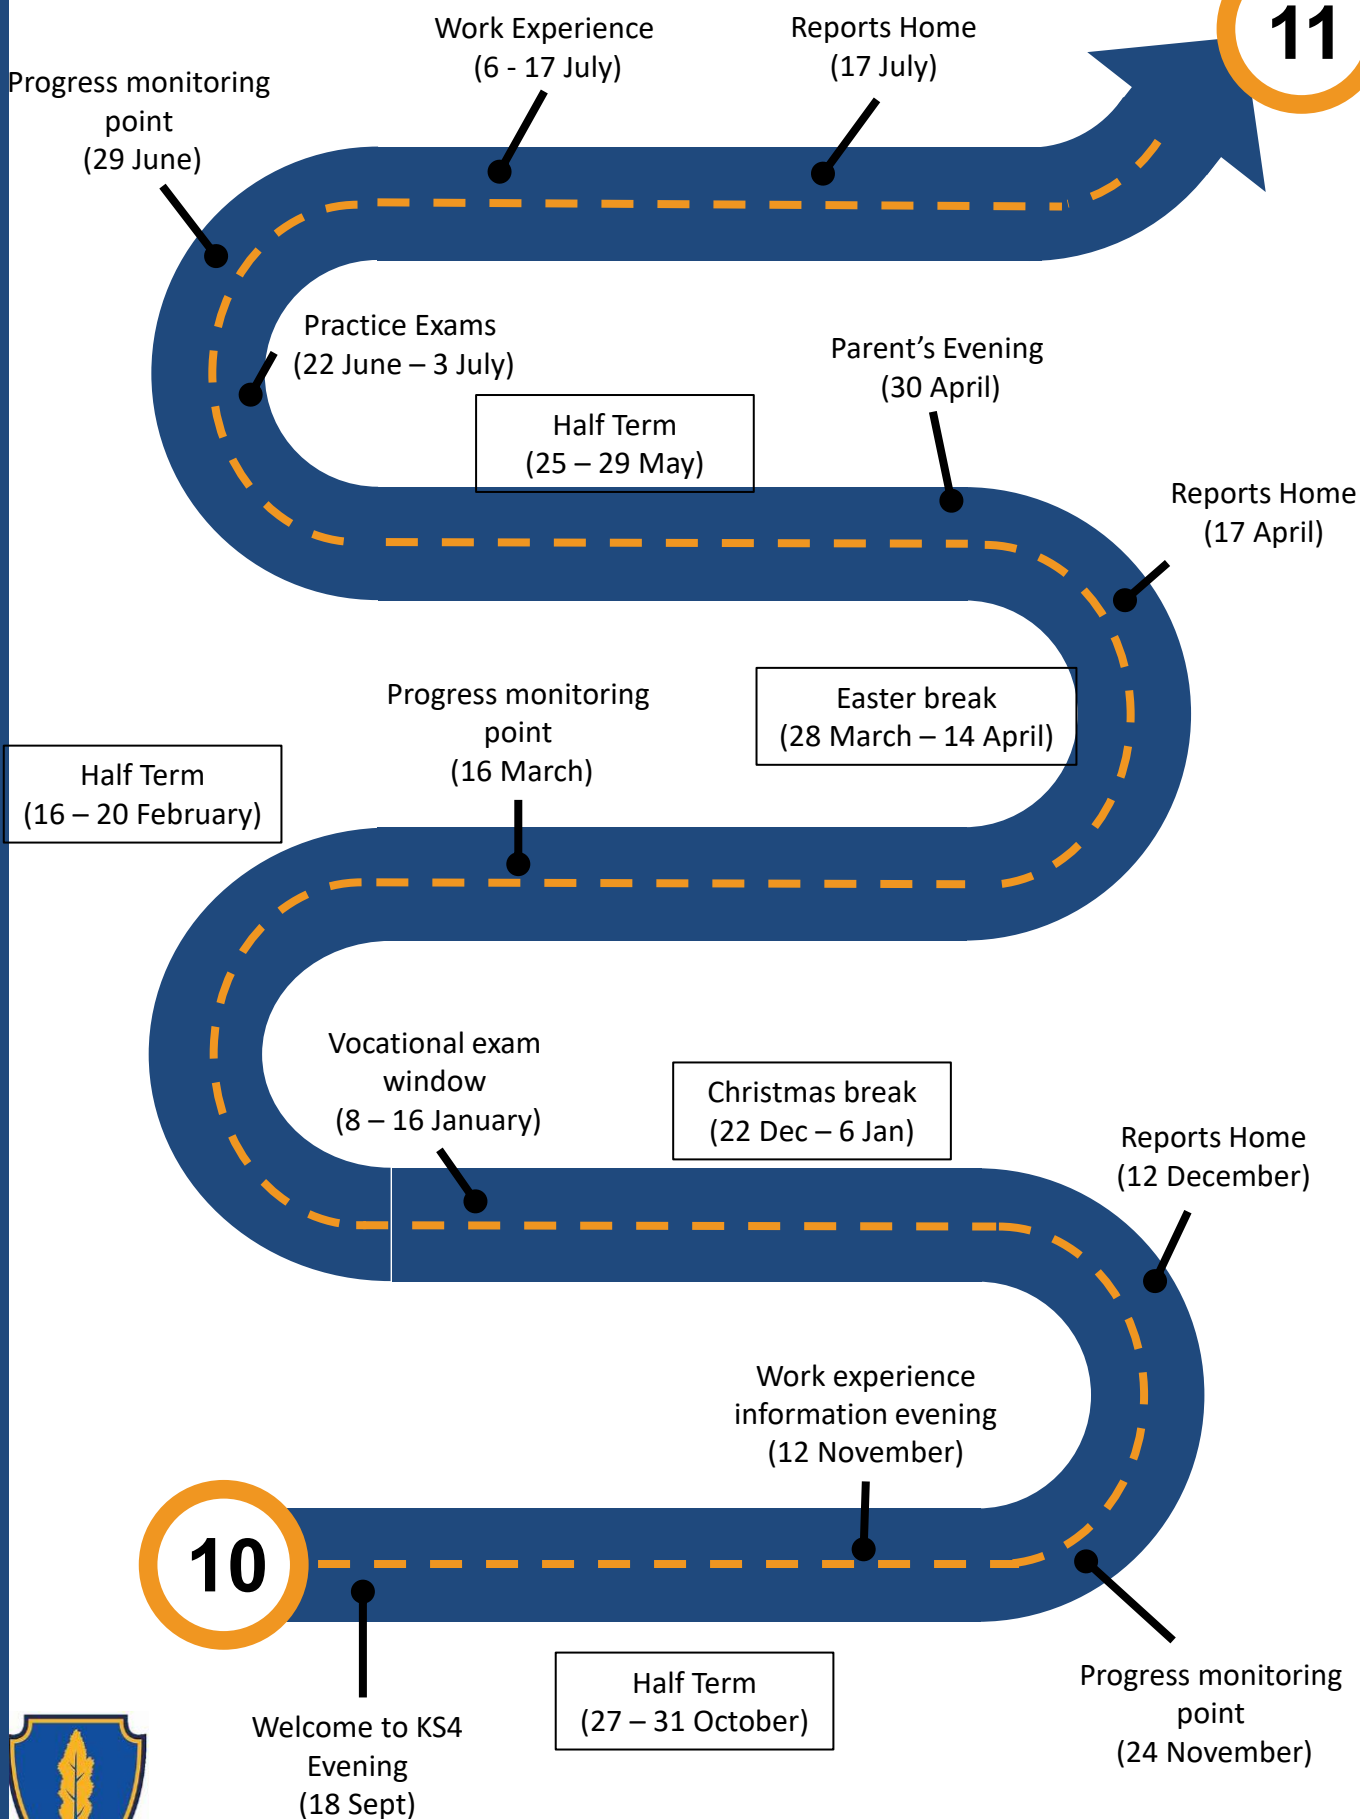 11
Work Experience
(6 - 17 July)
Reports Home
(17 July)
Progress monitoring
point
(29 June)
Practice Exams
(22 June – 3 July)
Parent's Evening
(30 April)
Half Term
(25 – 29 May)
Reports Home
(17 April)
Progress monitoring
point
(16 March)
Easter break
(28 March – 14 April)
Half Term
(16 – 20 February)
Vocational exam
window
(8 – 16 January)
Christmas break
(22 Dec – 6 Jan)
Reports Home
(12 December)
Work experience
information evening
(12 November)
10
Half Term
(27 – 31 October)
Progress monitoring
point
(24 November)
Welcome to KS4
Evening
(18 Sept)